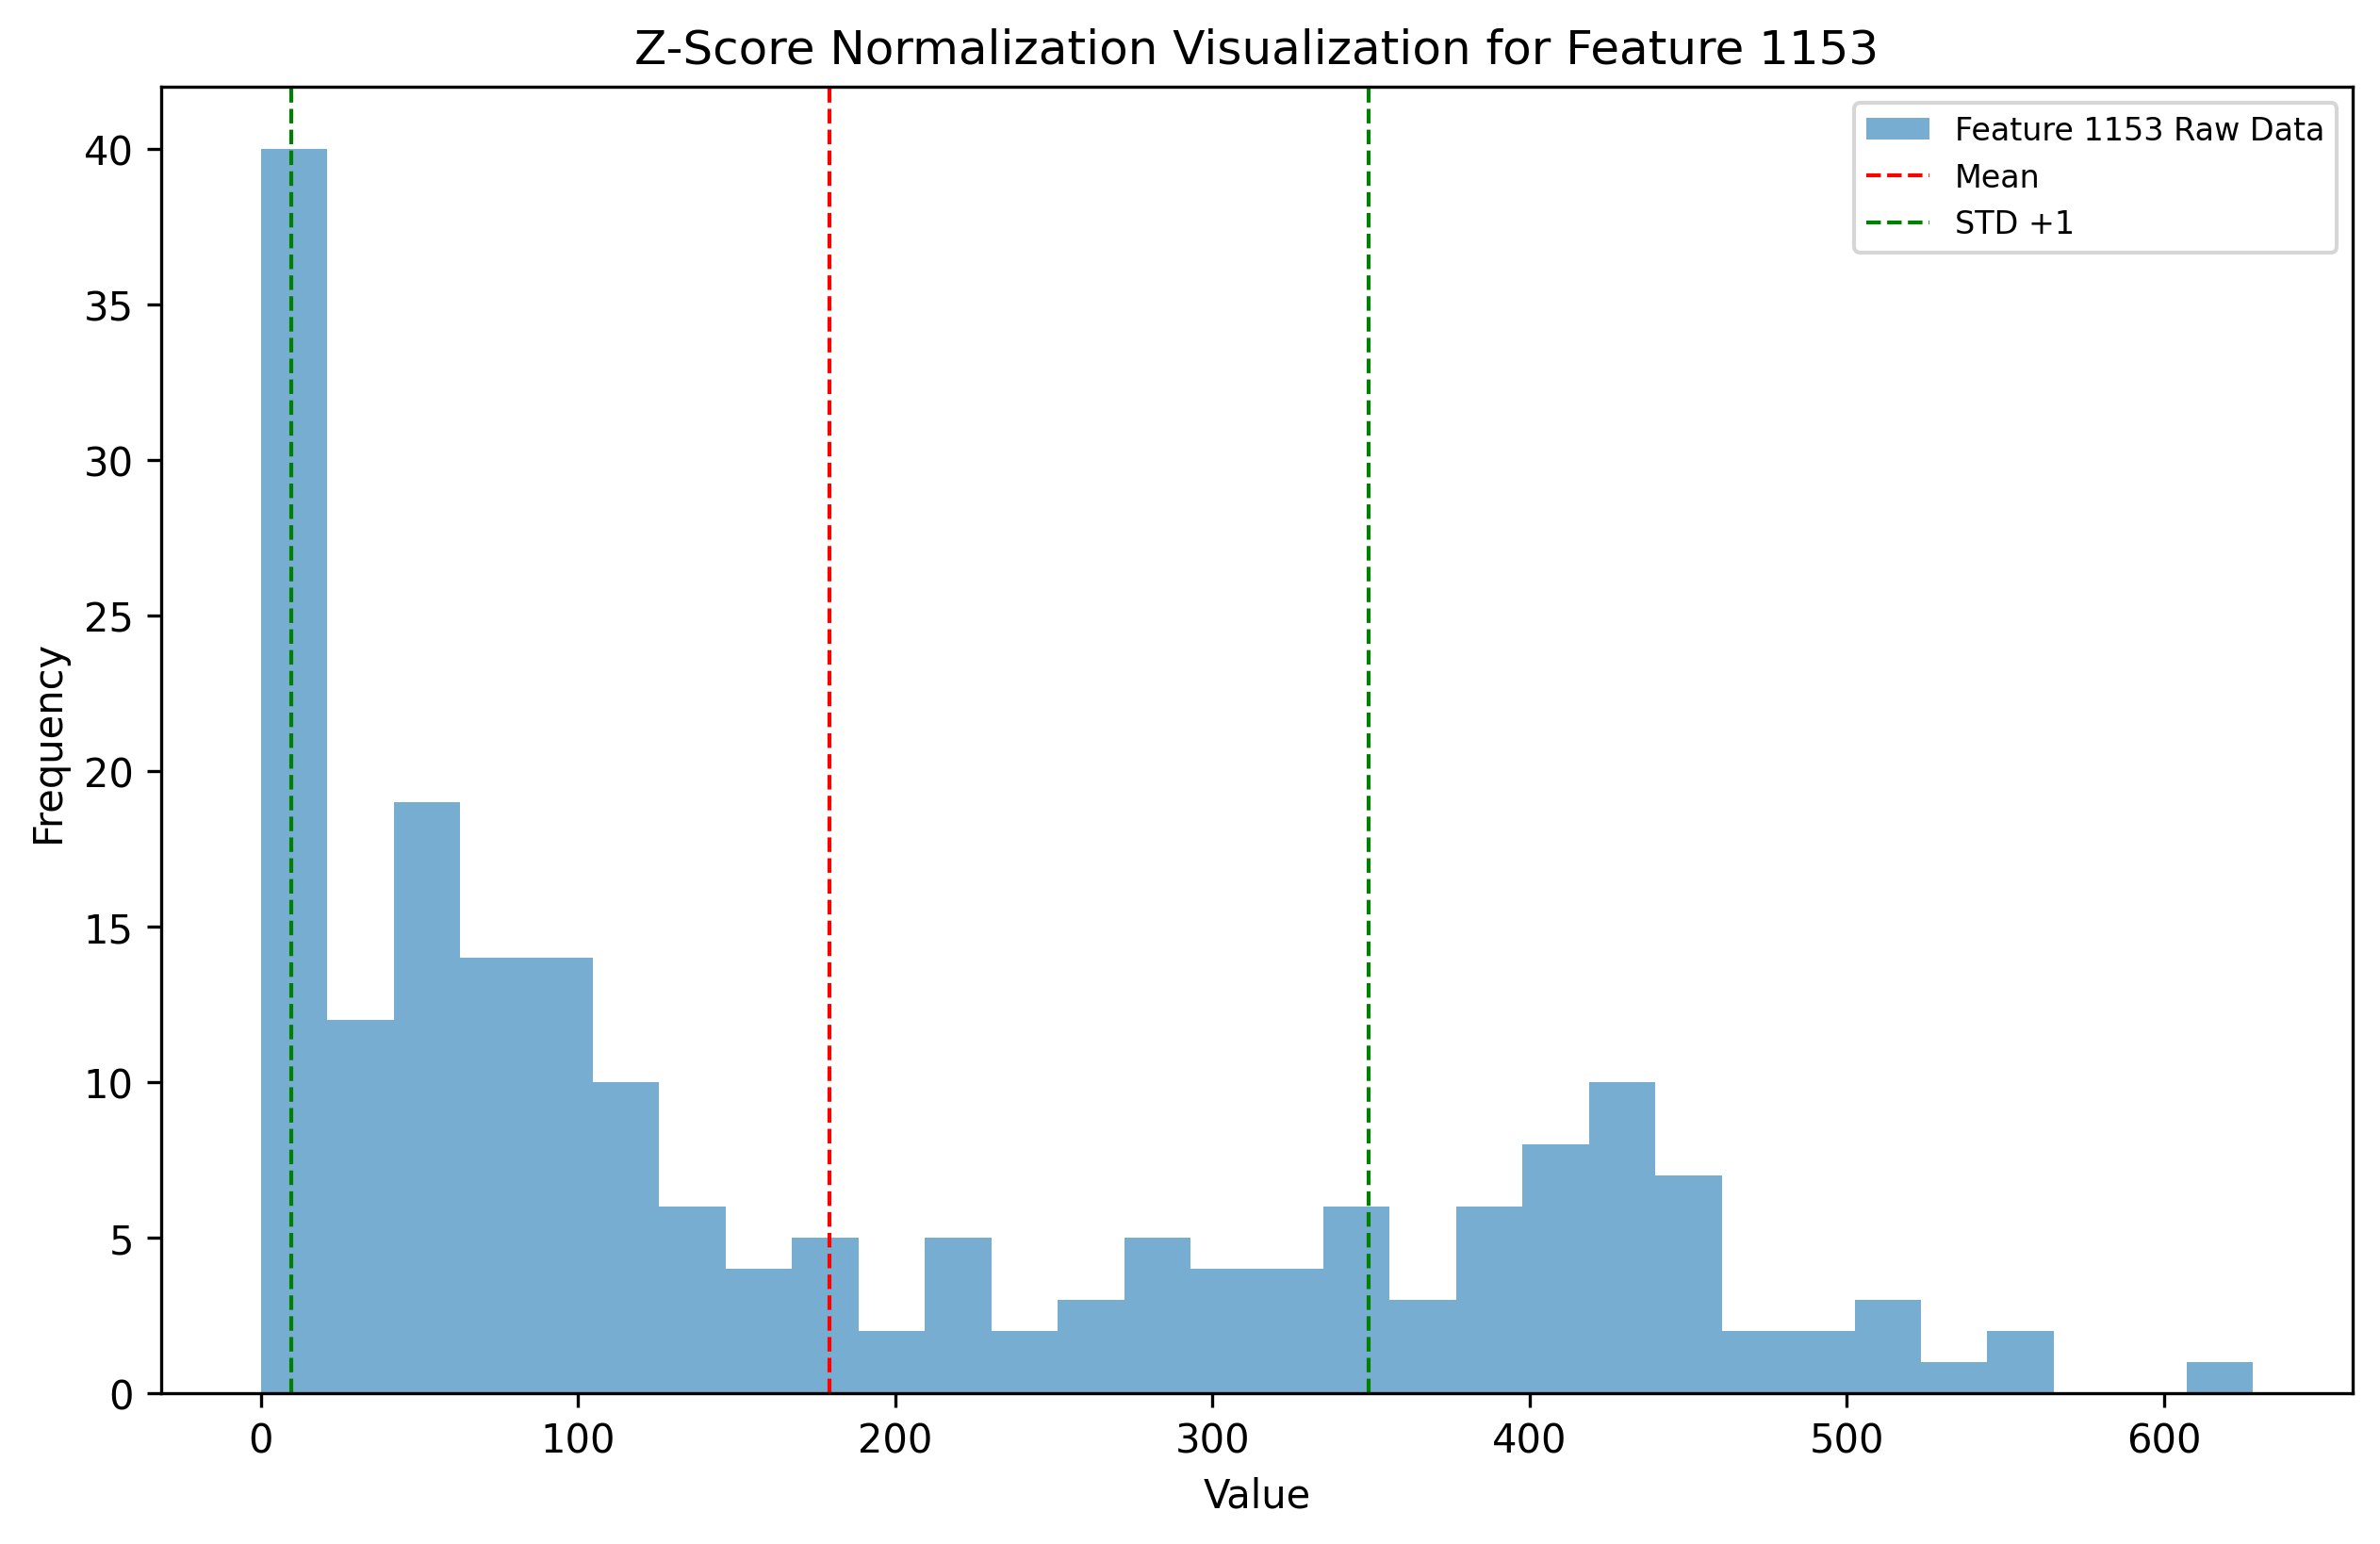 Z-Score Normalization Visualization for Feature 1153
Feature 1153 Raw Data
Mean
STD +1
40
35
30
25
20
15
10
5
0
Frequency
0 100 200 300 400 500 600
Value